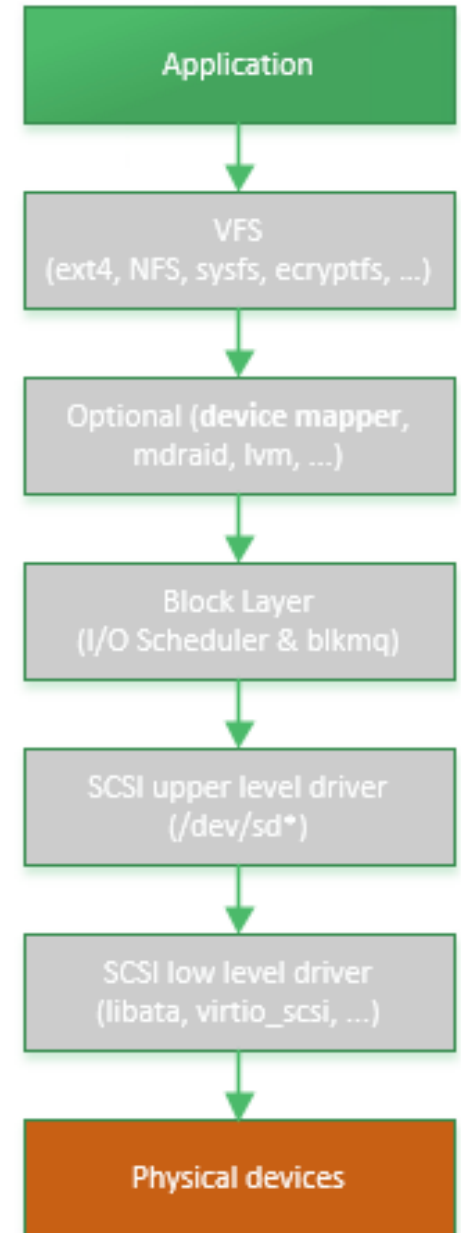 Application
VFS
(ext4, NFS, sysfs, ecryptfs, ...)
Optional (device mapper,
mdraid, lvm, ...)
Block Layer
(I/O Scheduler & blkmq)
SCSI upper level driver
(/dev/sd*)
SCSI low level driver
(libata, virtio_scsi, ...)
Physical devices